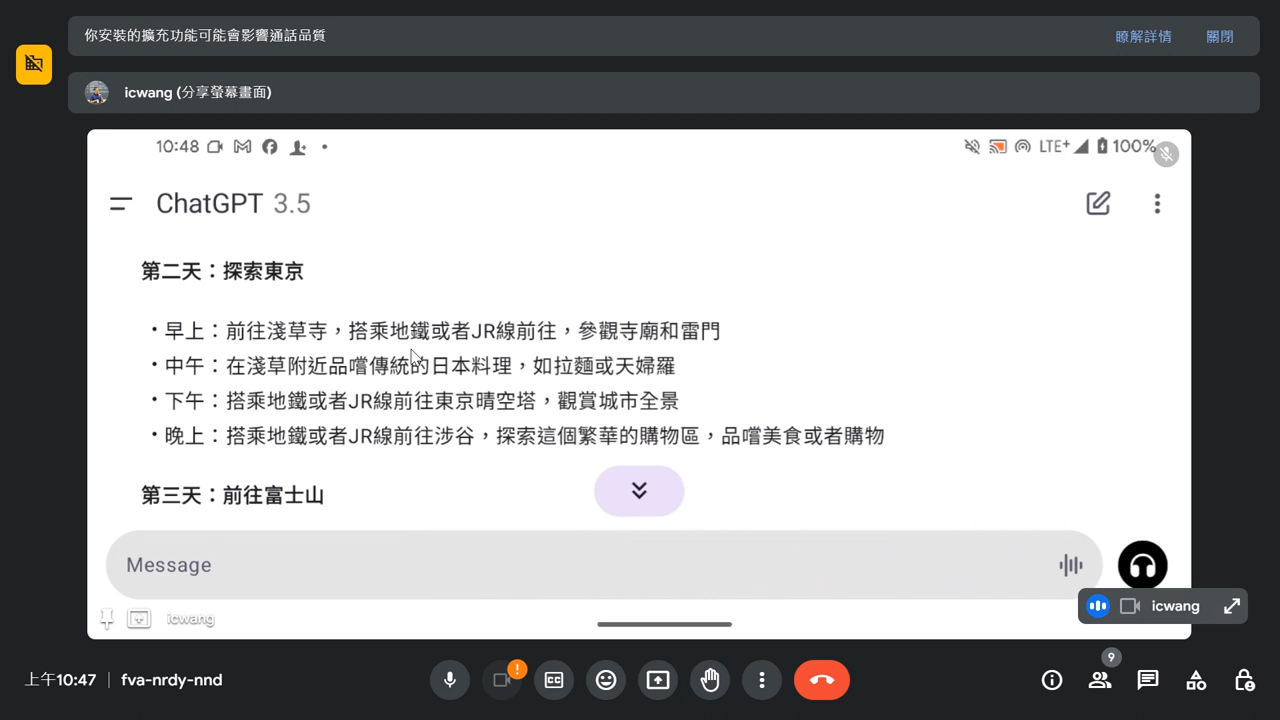 你安裝的擴充功能可能會影響通話品質
瞭解詳情
關閉
icwang (分享螢幕畫面)
10:48
LTE+
100%
ChatGPT 3.5
第二天：探索東京
•早上：前往淺草寺，搭乘地鐵或者JR線前往，參觀寺廟和雷門
•中午：在淺草附近品嚐傳統的日本料理，如拉麵或天婦羅
•下午：搭乘地鐵或者JR線前往東京晴空塔，觀賞城市全景
•晚上：搭乘地鐵或者JR線前往涉谷，探索這個繁華的購物區，品嚐美食或者購物
第三天：前往富士山
Message
icwang
icwang
上午10:47
fva-nrdy-nnd
9